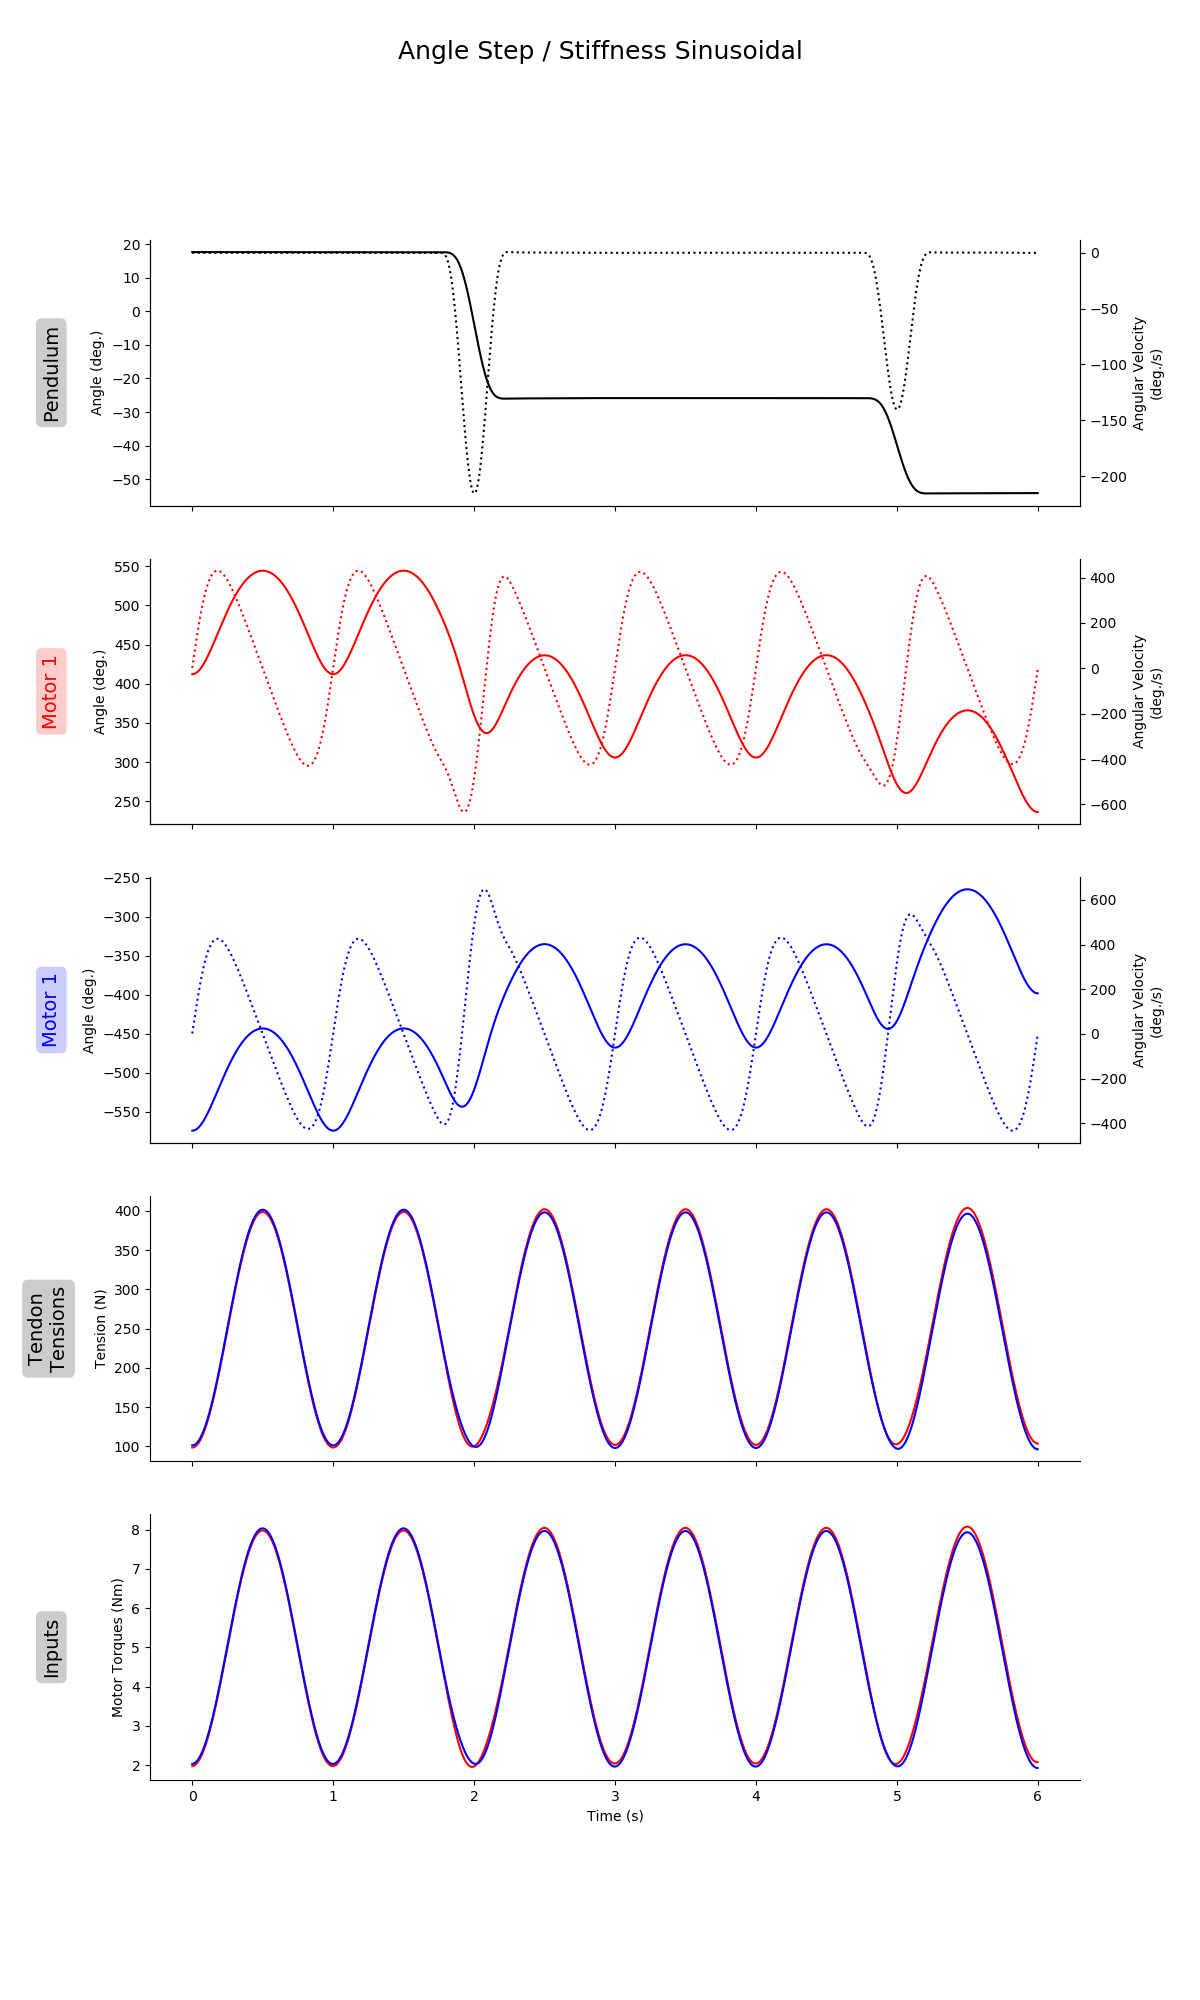 Angle Step / Stiffness Sinusoidal
Pendulum
Angle (deg.)
20
10
0
−10
−20
−30
−40
−50
0
−50
−100
−150
−200
Angular Velocity
(deg./s)
Motor 1
Angle (deg.)
550
500
450
400
350
300
250
400
200
0
−200
−400
−600
Angular Velocity
(deg./s)
Motor 1
Angle (deg.)
−250
−300
−350
−400
−450
−500
−550
600
400
200
0
−200
−400
Angular Velocity
(deg./s)
Tendon
Tensions
Tension (N)
400
350
300
250
200
150
100
Inputs
Motor Torques (Nm)
8
7
6
5
4
3
2
0 1 2 3 4 5 6
Time (s)